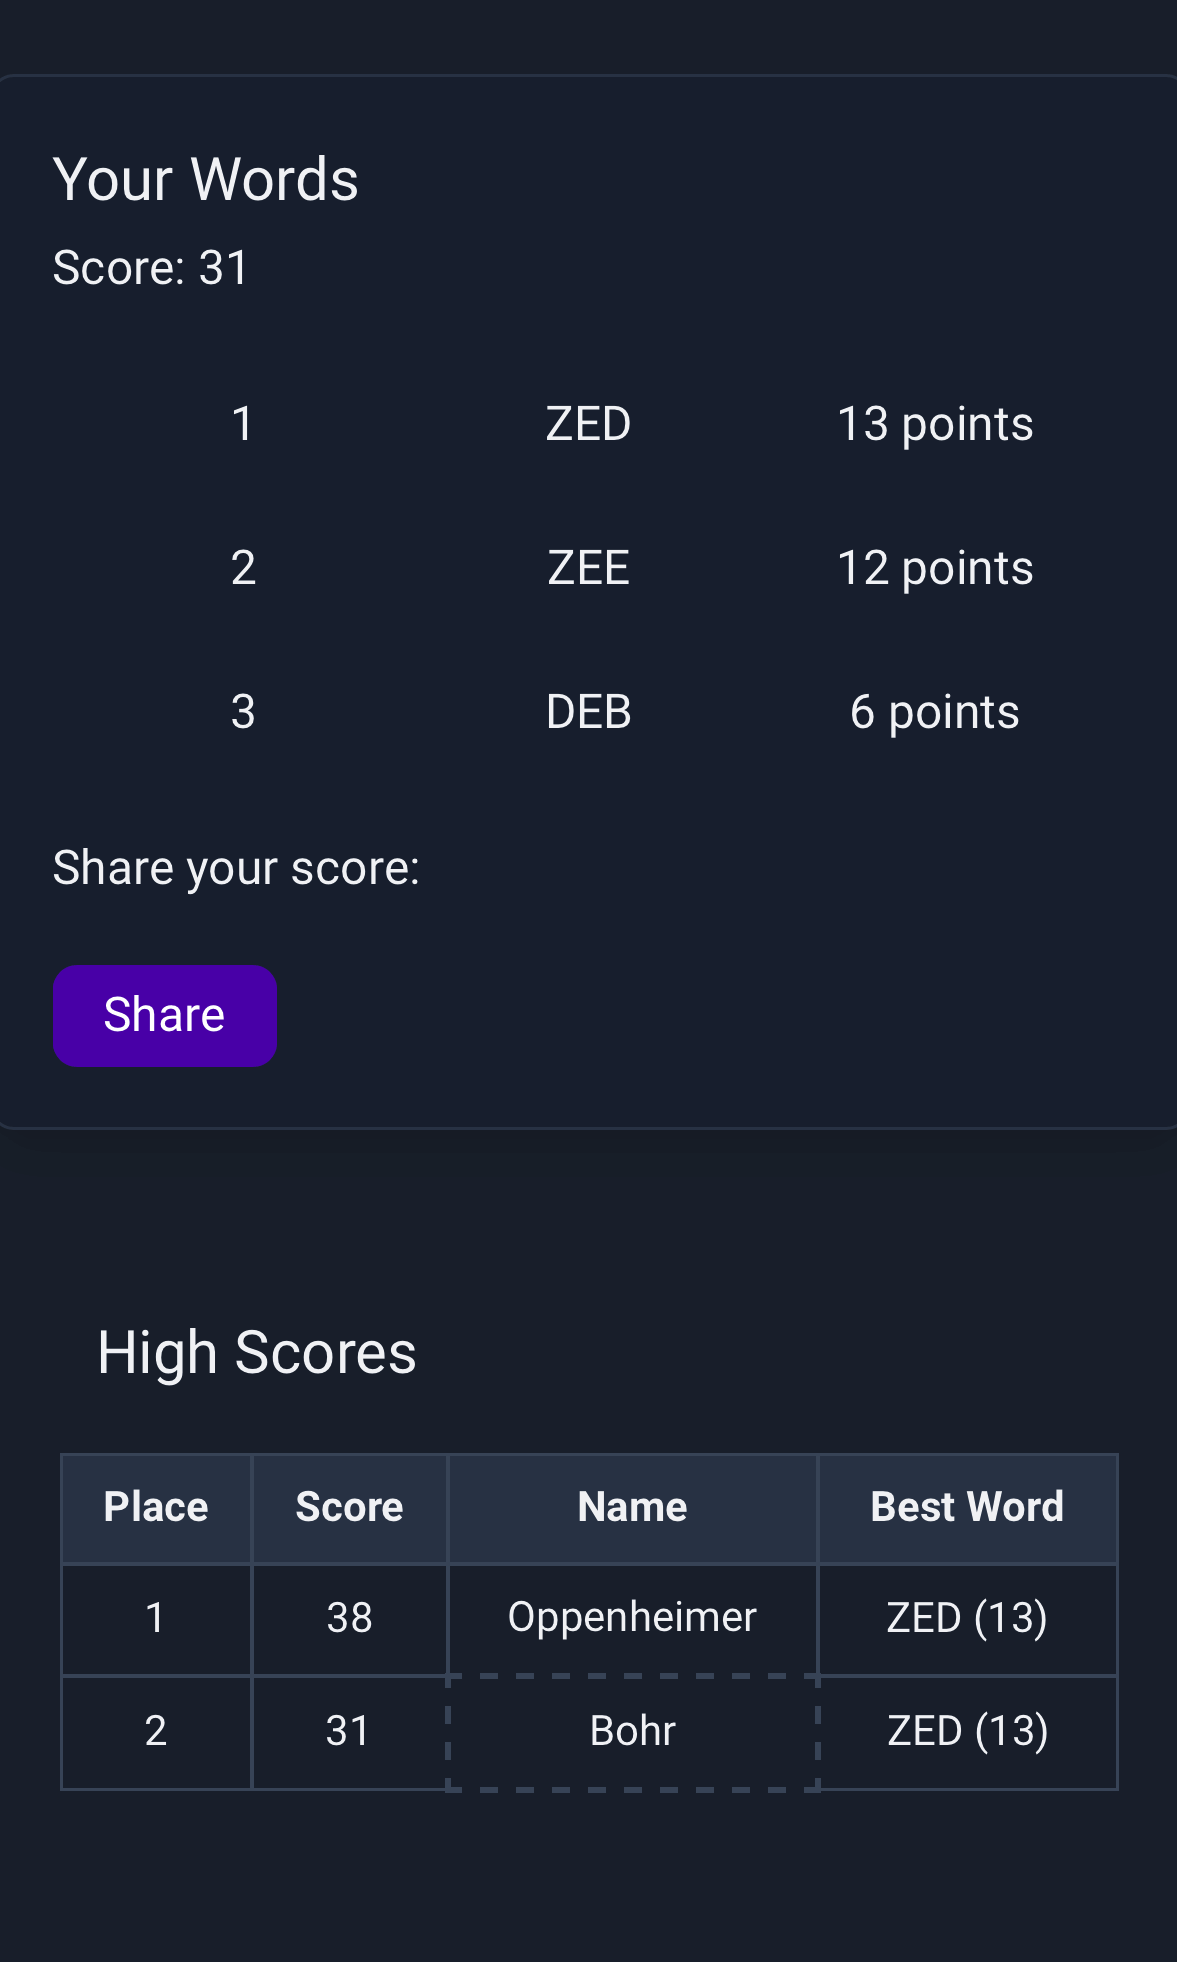 Your Words
Score: 31
1 ZED 13 points
2 ZEE 12 points
3 DEB 6 points
Share your score:
Share
High Scores
Place Score Name Best Word
1 38 Oppenheimer ZED (13)
2 31 Bohr ZED (13)